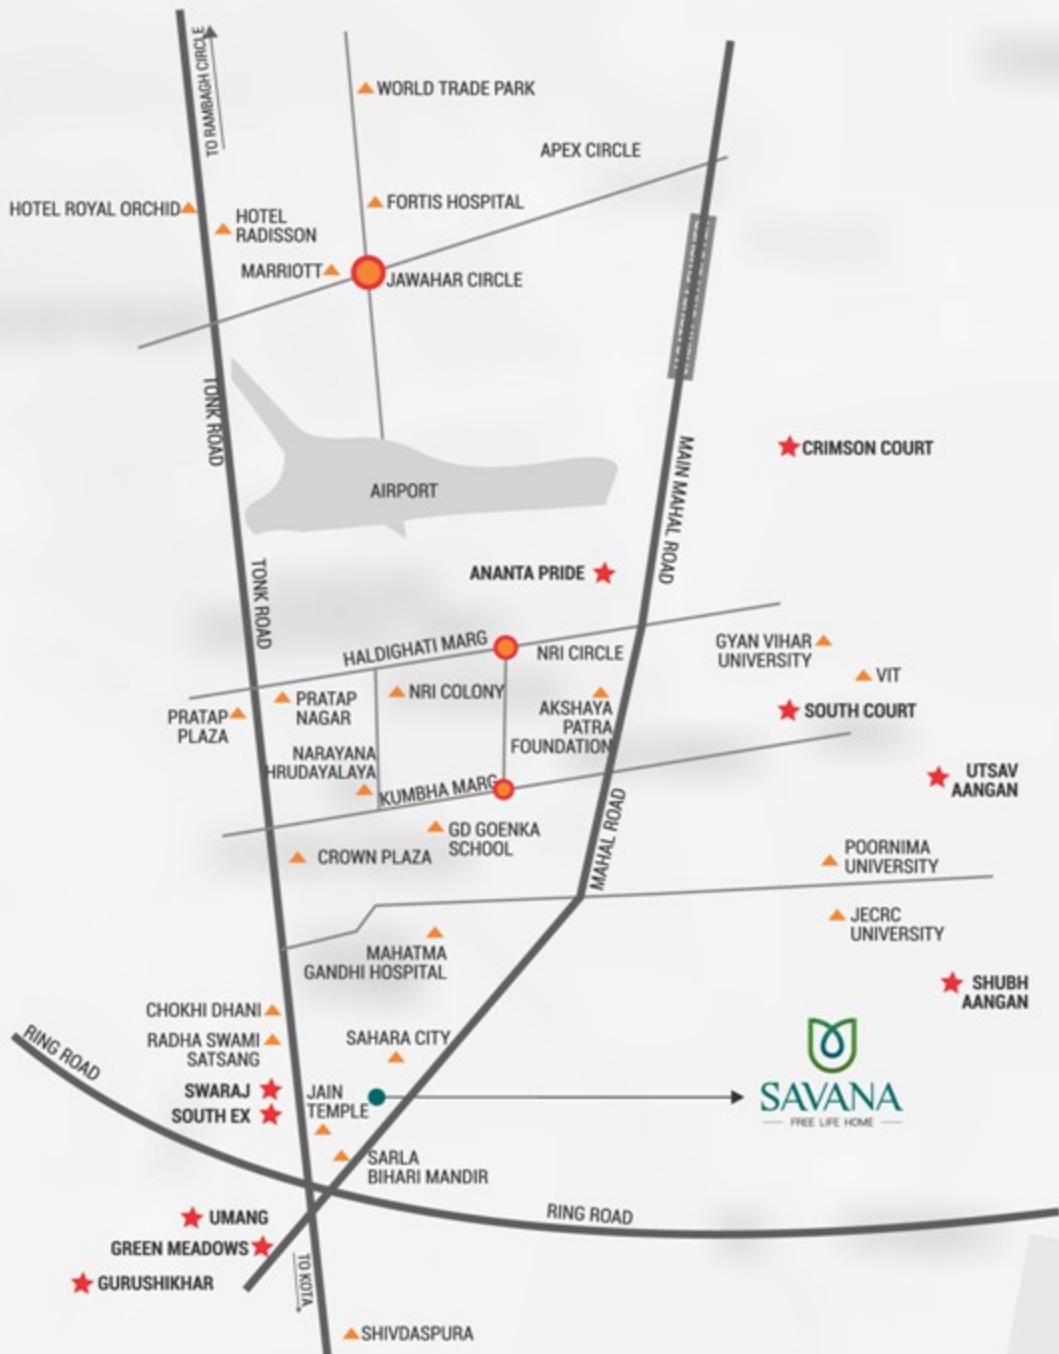 TO RAMBAGH CIRCLE
WORLD TRADE PARK
APEX CIRCLE
HOTEL ROYAL ORCHID
HOTEL
RADISSON
FORTIS HOSPITAL
MARRIOTT
JAWAHAR CIRCLE
TONK ROAD
MAIN MAHAL ROAD
CRIMSON COURT
AIRPORT
TONK ROAD
ANANTA PRIDE
HALDIGHATI MARG
NRI CIRCLE
GYAN VIHAR
UNIVERSITY
VIT
PRATAP
PLAZA
PRATAP
NAGAR
NRI COLONY
AKSHAYA
PATRA
FOUNDATION
SOUTH COURT
NARAYANA
HRUDAYALAYA
KUMBHA MARG
UTSAV
AANGAN
GD GOENKA
SCHOOL
CROWN PLAZA
MAHAL ROAD
POORNIMA
UNIVERSITY
JECRC
UNIVERSITY
MAHATMA
GANDHI HOSPITAL
SHUBH
AANGAN
CHOKHI DHANI
RADHA SWAMI
SATSANG
SAHARA CITY
RING ROAD
SWARAJ
SOUTH EX
JAIN
TEMPLE
SAVANA
FREE LIFE HOME
SARLA
BIHARI MANDIR
UMANG
RING ROAD
GREEN MEADOWS
GURUSHIKHAR
TO KOTA
SHIVDASPURA